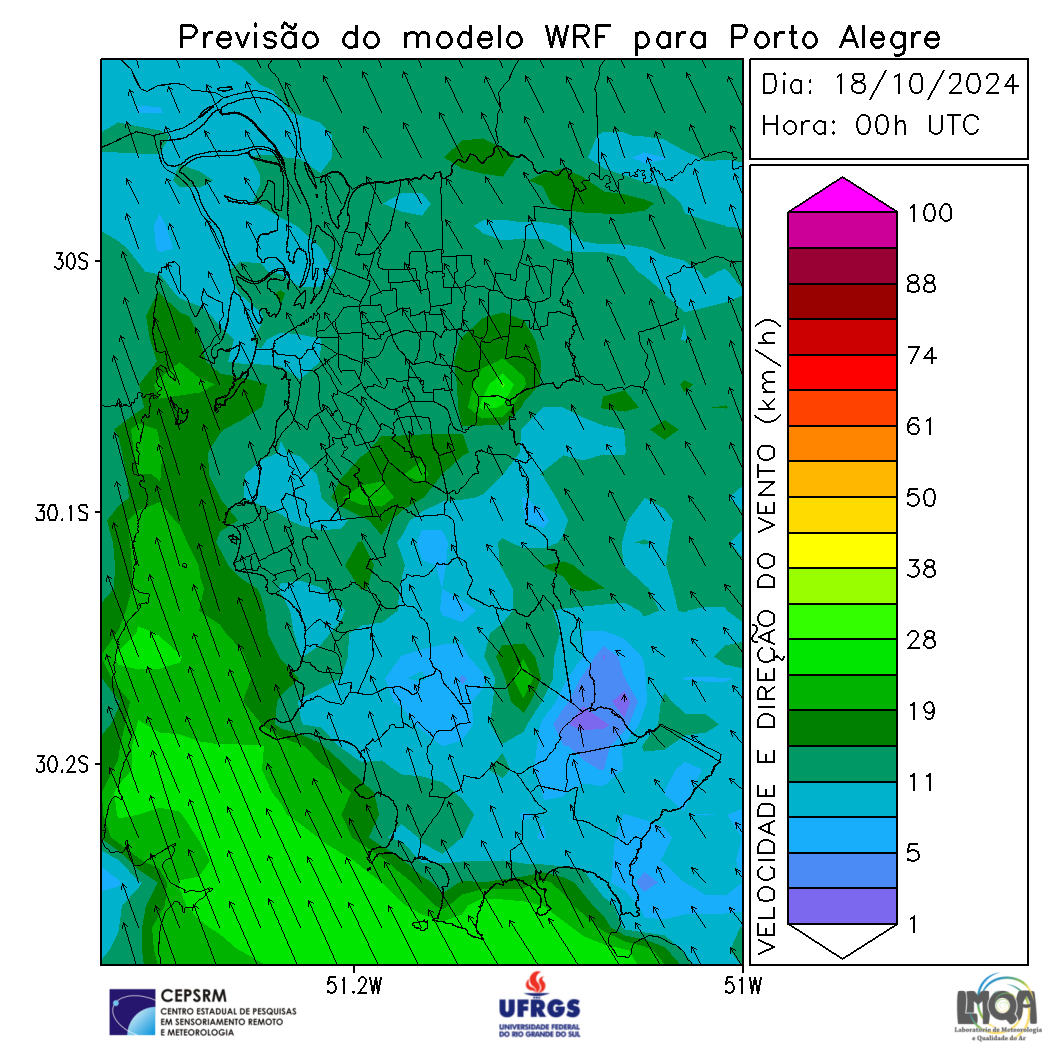 Previsão do modelo WRF para Porto Alegre
Dia: 18/10/2024
Hora: 00h UTC
30S
30.1S
30.2S
51.2W
51W
VELOCIDADE E DIREÇÃO DO VENTO (km/h)
100
88
74
61
50
38
28
19
11
5
1
CEPSRM
CENTRO ESTADUAL DE PESQUISAS
EM SENSORIAMENTO REMOTO
E METEOROLOGIA
UFRGS
UNIVERSIDADE FEDERAL
DO RIO GRANDE DO SUL
LMQA
Laboratório de Meteorologia
e Qualidade do Ar